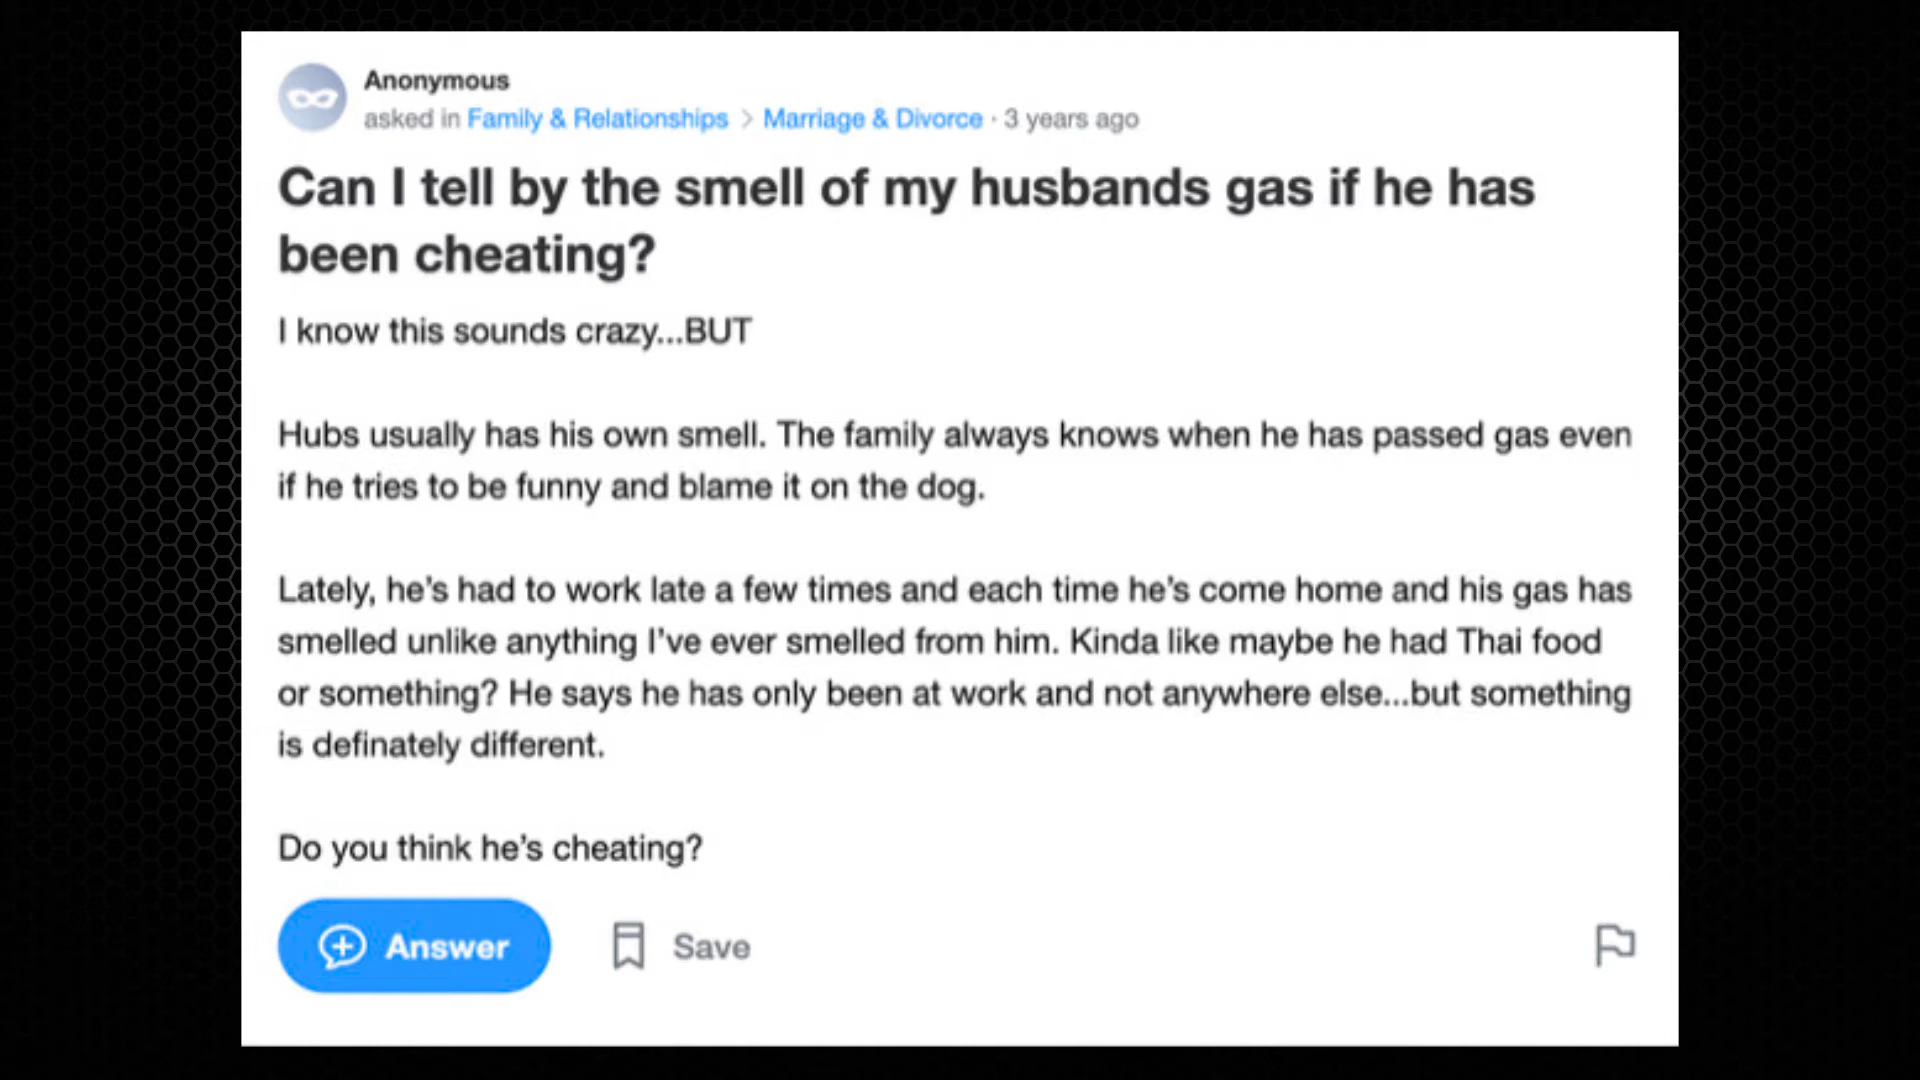 Anonymous
asked in Family & Relationships > Marriage & Divorce · 3 years ago
Can I tell by the smell of my husbands gas if he has
been cheating?
I know this sounds crazy...BUT
Hubs usually has his own smell. The family always knows when he has passed gas even
if he tries to be funny and blame it on the dog.
Lately, he's had to work late a few times and each time he's come home and his gas has
smelled unlike anything I've ever smelled from him. Kinda like maybe he had Thai food
or something? He says he has only been at work and not anywhere else...but something
is definately different.
Do you think he's cheating?
Answer Save